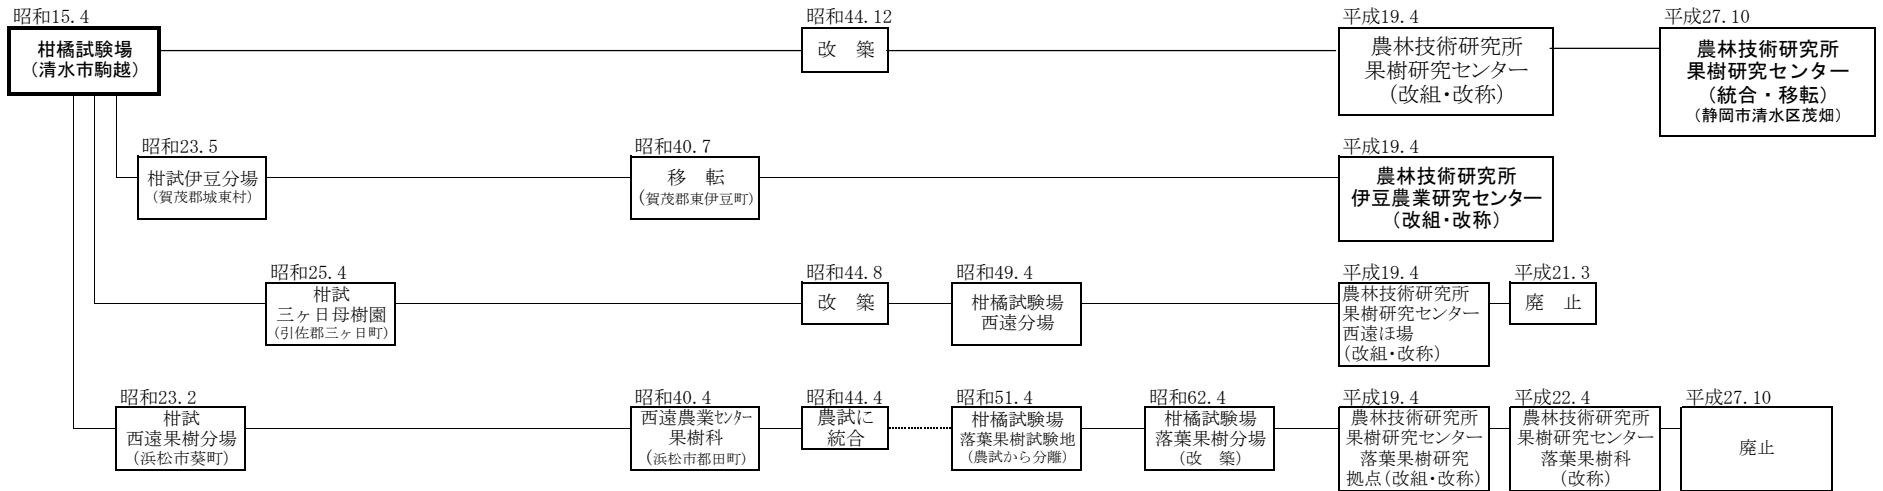 昭和15.4
柑橘試験場
(清水市駒越)
昭和44.12
改　築
平成19.4
農林技術研究所
果樹研究センター
(改組・改称)
平成27.10
農林技術研究所
果樹研究センター
(統合・移転)
(静岡市清水区茂畑)
昭和23.5
柑試伊豆分場
(賀茂郡城東村)
昭和40.7
移　転
(賀茂郡東伊豆町)
平成19.4
農林技術研究所
伊豆農業研究センター
(改組・改称)
昭和25.4
柑試
三ヶ日母樹園
(引佐郡三ヶ日町)
昭和44.8
改　築
昭和49.4
柑橘試験場
西遠分場
平成19.4
農林技術研究所
果樹研究センター
西遠ほ場
(改組・改称)
平成21.3
廃　止
昭和23.2
柑試
西遠果樹分場
(浜松市葵町)
昭和40.4
西遠農業センター
果樹科
(浜松市都田町)
昭和44.4
農試に
統合
昭和51.4
柑橘試験場
落葉果樹試験地
(農試から分離)
昭和62.4
柑橘試験場
落葉果樹分場
(改　築)
平成19.4
農林技術研究所
果樹研究センター
落葉果樹研究
拠点(改組・改称)
平成22.4
農林技術研究所
果樹研究センター
落葉果樹科
(改称)
平成27.10
廃止